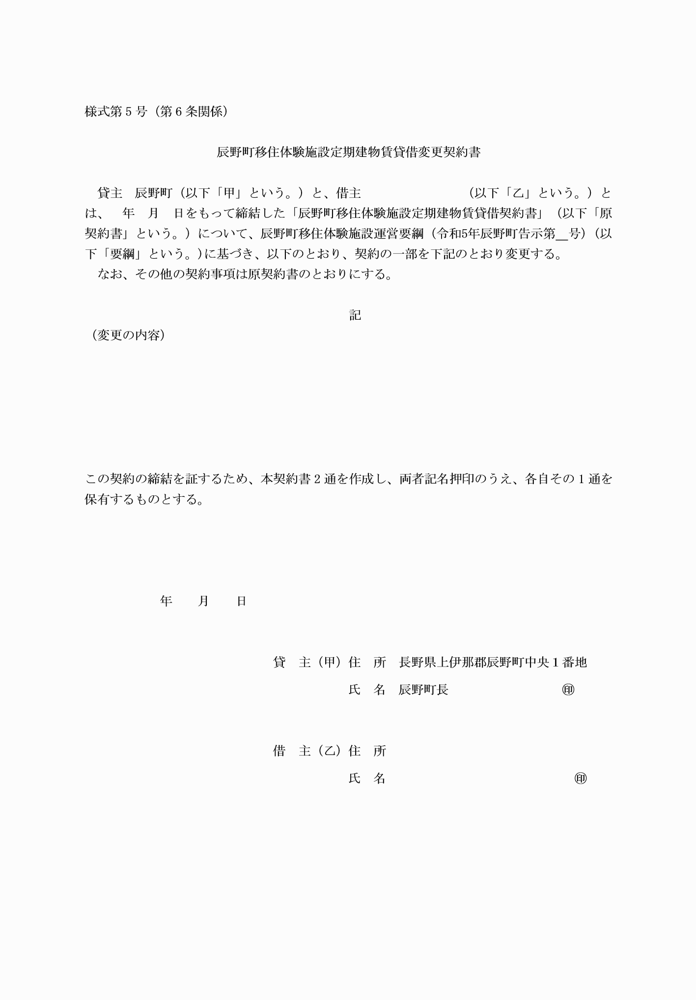 様式第５号（第６条関係）
辰野町移住体験施設定期建物賃貸借変更契約書
　貸主　辰野町（以下「甲」という。）と、借主　　　　　　　　（以下「乙」という。）と
は、　年　月　日をもって締結した「辰野町移住体験施設定期建物賃貸借契約書」（以下「原
契約書」という。）について、辰野町移住体験施設運営要綱（令和5年辰野町告示第＿号）（以
下「要綱」という。)に基づき、以下のとおり、契約の一部を下記のとおり変更する。
　なお、その他の契約事項は原契約書のとおりにする。
記
（変更の内容）
この契約の締結を証するため、本契約書２通を作成し、両者記名押印のうえ、各自その１通を
保有するものとする。
年　　月　　日
貸　主（甲）住　所　長野県上伊那郡辰野町中央１番地
氏　名　辰野町長　　　　　　　　　㊞
借　主（乙）住　所
氏　名　　　　　　　　　　　　　　　㊞